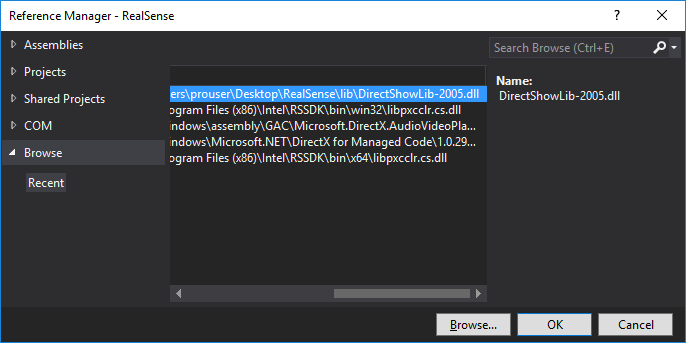 Reference Manager - RealSense
Assemblies
Projects
Shared Projects
COM
Browse
Recent
ers\prouser\Desktop\RealSense\lib\DirectShowLib-2005.dll
ogram Files (x86)\Intel\RSSDK\bin\win32\libpxcclr.cs.dll
indows\assembly\GAC\Microsoft.DirectX.AudioVideoPla...
indows\Microsoft.NET\DirectX for Managed Code\1.0.29...
ogram Files (x86)\Intel\RSSDK\bin\x64\libpxcclr.cs.dll
Search Browse (Ctrl+E)
Name:
DirectShowLib-2005.dll
Browse...
OK
Cancel